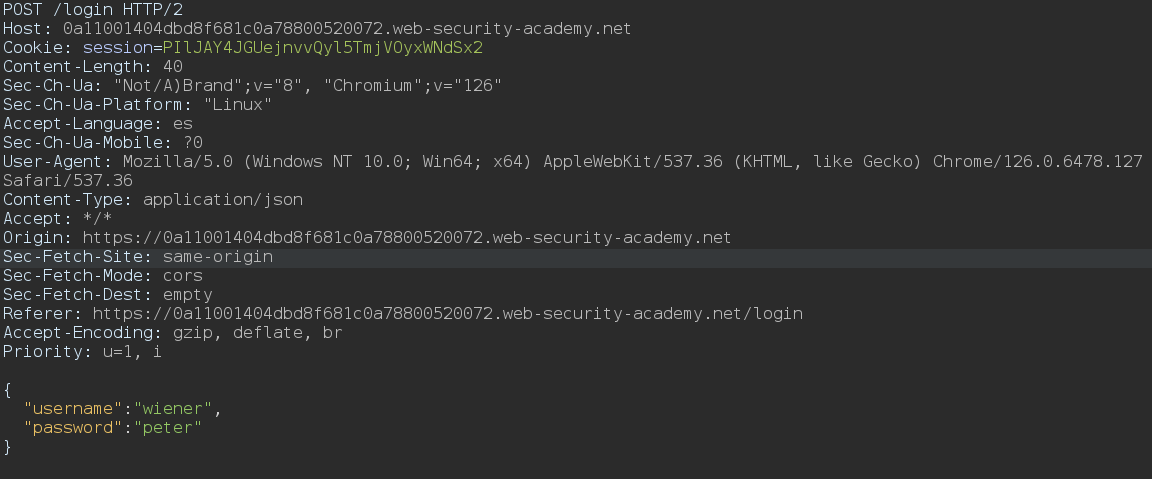 POST /login HTTP/2
Host: 0a11001404dbd8f681c0a78800520072.web-security-academy.net
Cookie: session=PIlJAY4JGUejnvvQyl5TmjVOyxWNdSx2
Content-Length: 40
Sec-Ch-Ua: "Not/A)Brand";v="8", "Chromium";v="126"
Sec-Ch-Ua-Platform: "Linux"
Accept-Language: es
Sec-Ch-Ua-Mobile: ?0
User-Agent: Mozilla/5.0 (Windows NT 10.0; Win64; x64) AppleWebKit/537.36 (KHTML, like Gecko) Chrome/126.0.6478.127
Safari/537.36
Content-Type: application/json
Accept: */*
Origin: https://0a11001404dbd8f681c0a78800520072.web-security-academy.net
Sec-Fetch-Site: same-origin
Sec-Fetch-Mode: cors
Sec-Fetch-Dest: empty
Referer: https://0a11001404dbd8f681c0a78800520072.web-security-academy.net/login
Accept-Encoding: gzip, deflate, br
Priority: u=1, i
{
"username":"wiener",
"password":"peter"
}